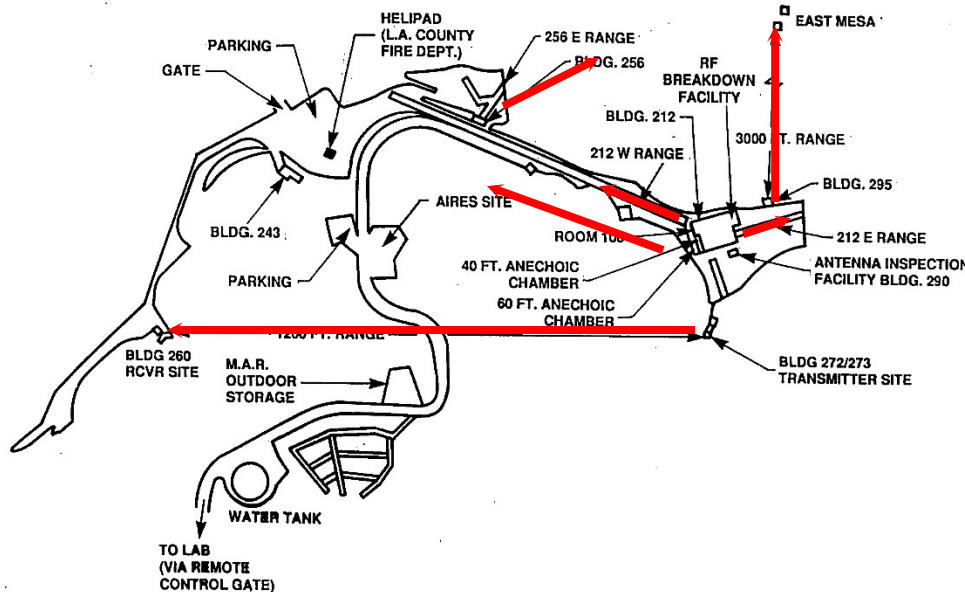 HELIPAD
(L.A. COUNTY
FIRE DEPT.)
PARKING
GATE
256 E RANGE
BLDG. 256
EAST MESA
RF
BREAKDOWN
FACILITY
BLDG. 212
3000 FT. RANGE
212 W RANGE
BLDG. 295
AIRES SITE
BLDG. 243
ROOM 100
212 E RANGE
PARKING
40 FT. ANECHOIC
CHAMBER
ANTENNA INSPECTION
FACILITY BLDG. 290
60 FT. ANECHOIC
CHAMBER
1200 FT. RANGE
BLDG 260
RCVR SITE
M.A.R.
OUTDOOR
STORAGE
BLDG 272/273
TRANSMITTER SITE
WATER TANK
TO LAB
(VIA REMOTE
CONTROL GATE)